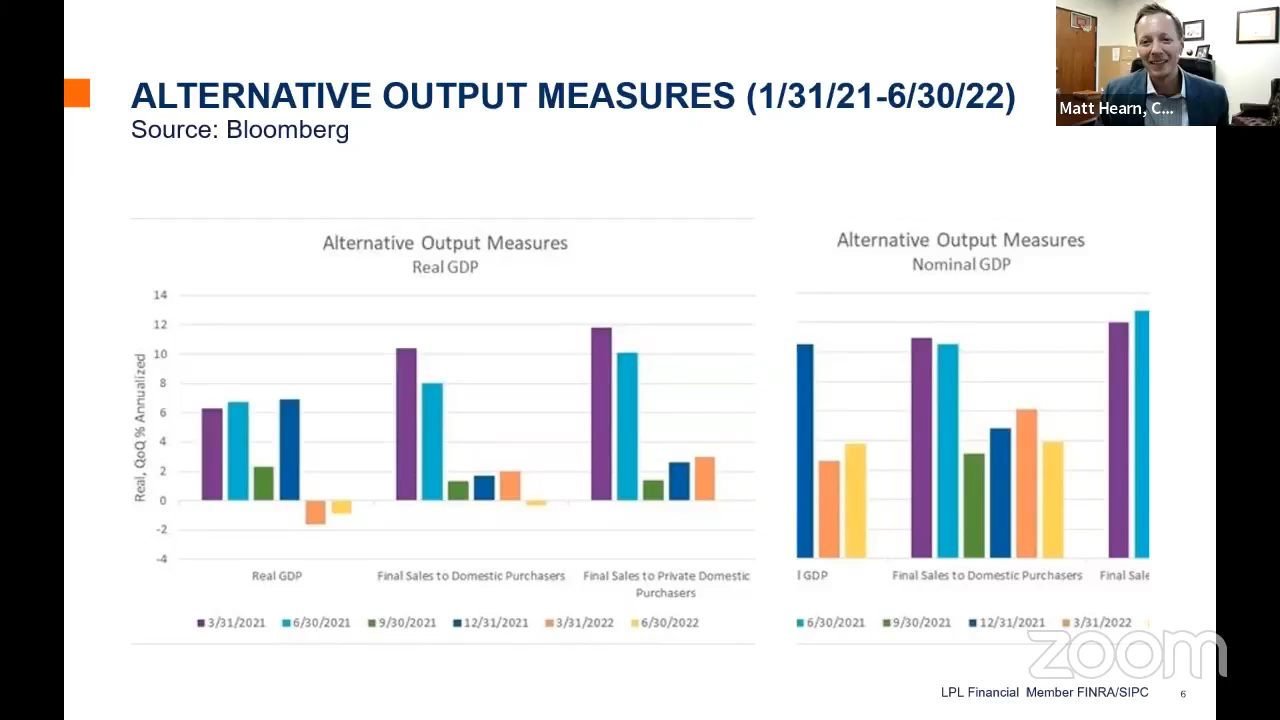 ALTERNATIVE OUTPUT MEASURES (1/31/21-6/30/22)
Source: Bloomberg
Matt Hearn, C...
Alternative Output Measures
Real GDP
14
12
10
8
6
4
2
0
-2
-4
Real, QoQ % Annualized
Real GDP
Final Sales to Domestic Purchasers
Final Sales to Private Domestic
Purchasers
3/31/2021 6/30/2021 9/30/2021 12/31/2021 3/31/2022 6/30/2022
Alternative Output Measures
Nominal GDP
l GDP
Final Sales to Domestic Purchasers
Final Sale
6/30/2021 9/30/2021 12/31/2021 3/31/2022
zoom
LPL Financial Member FINRA/SIPC
6